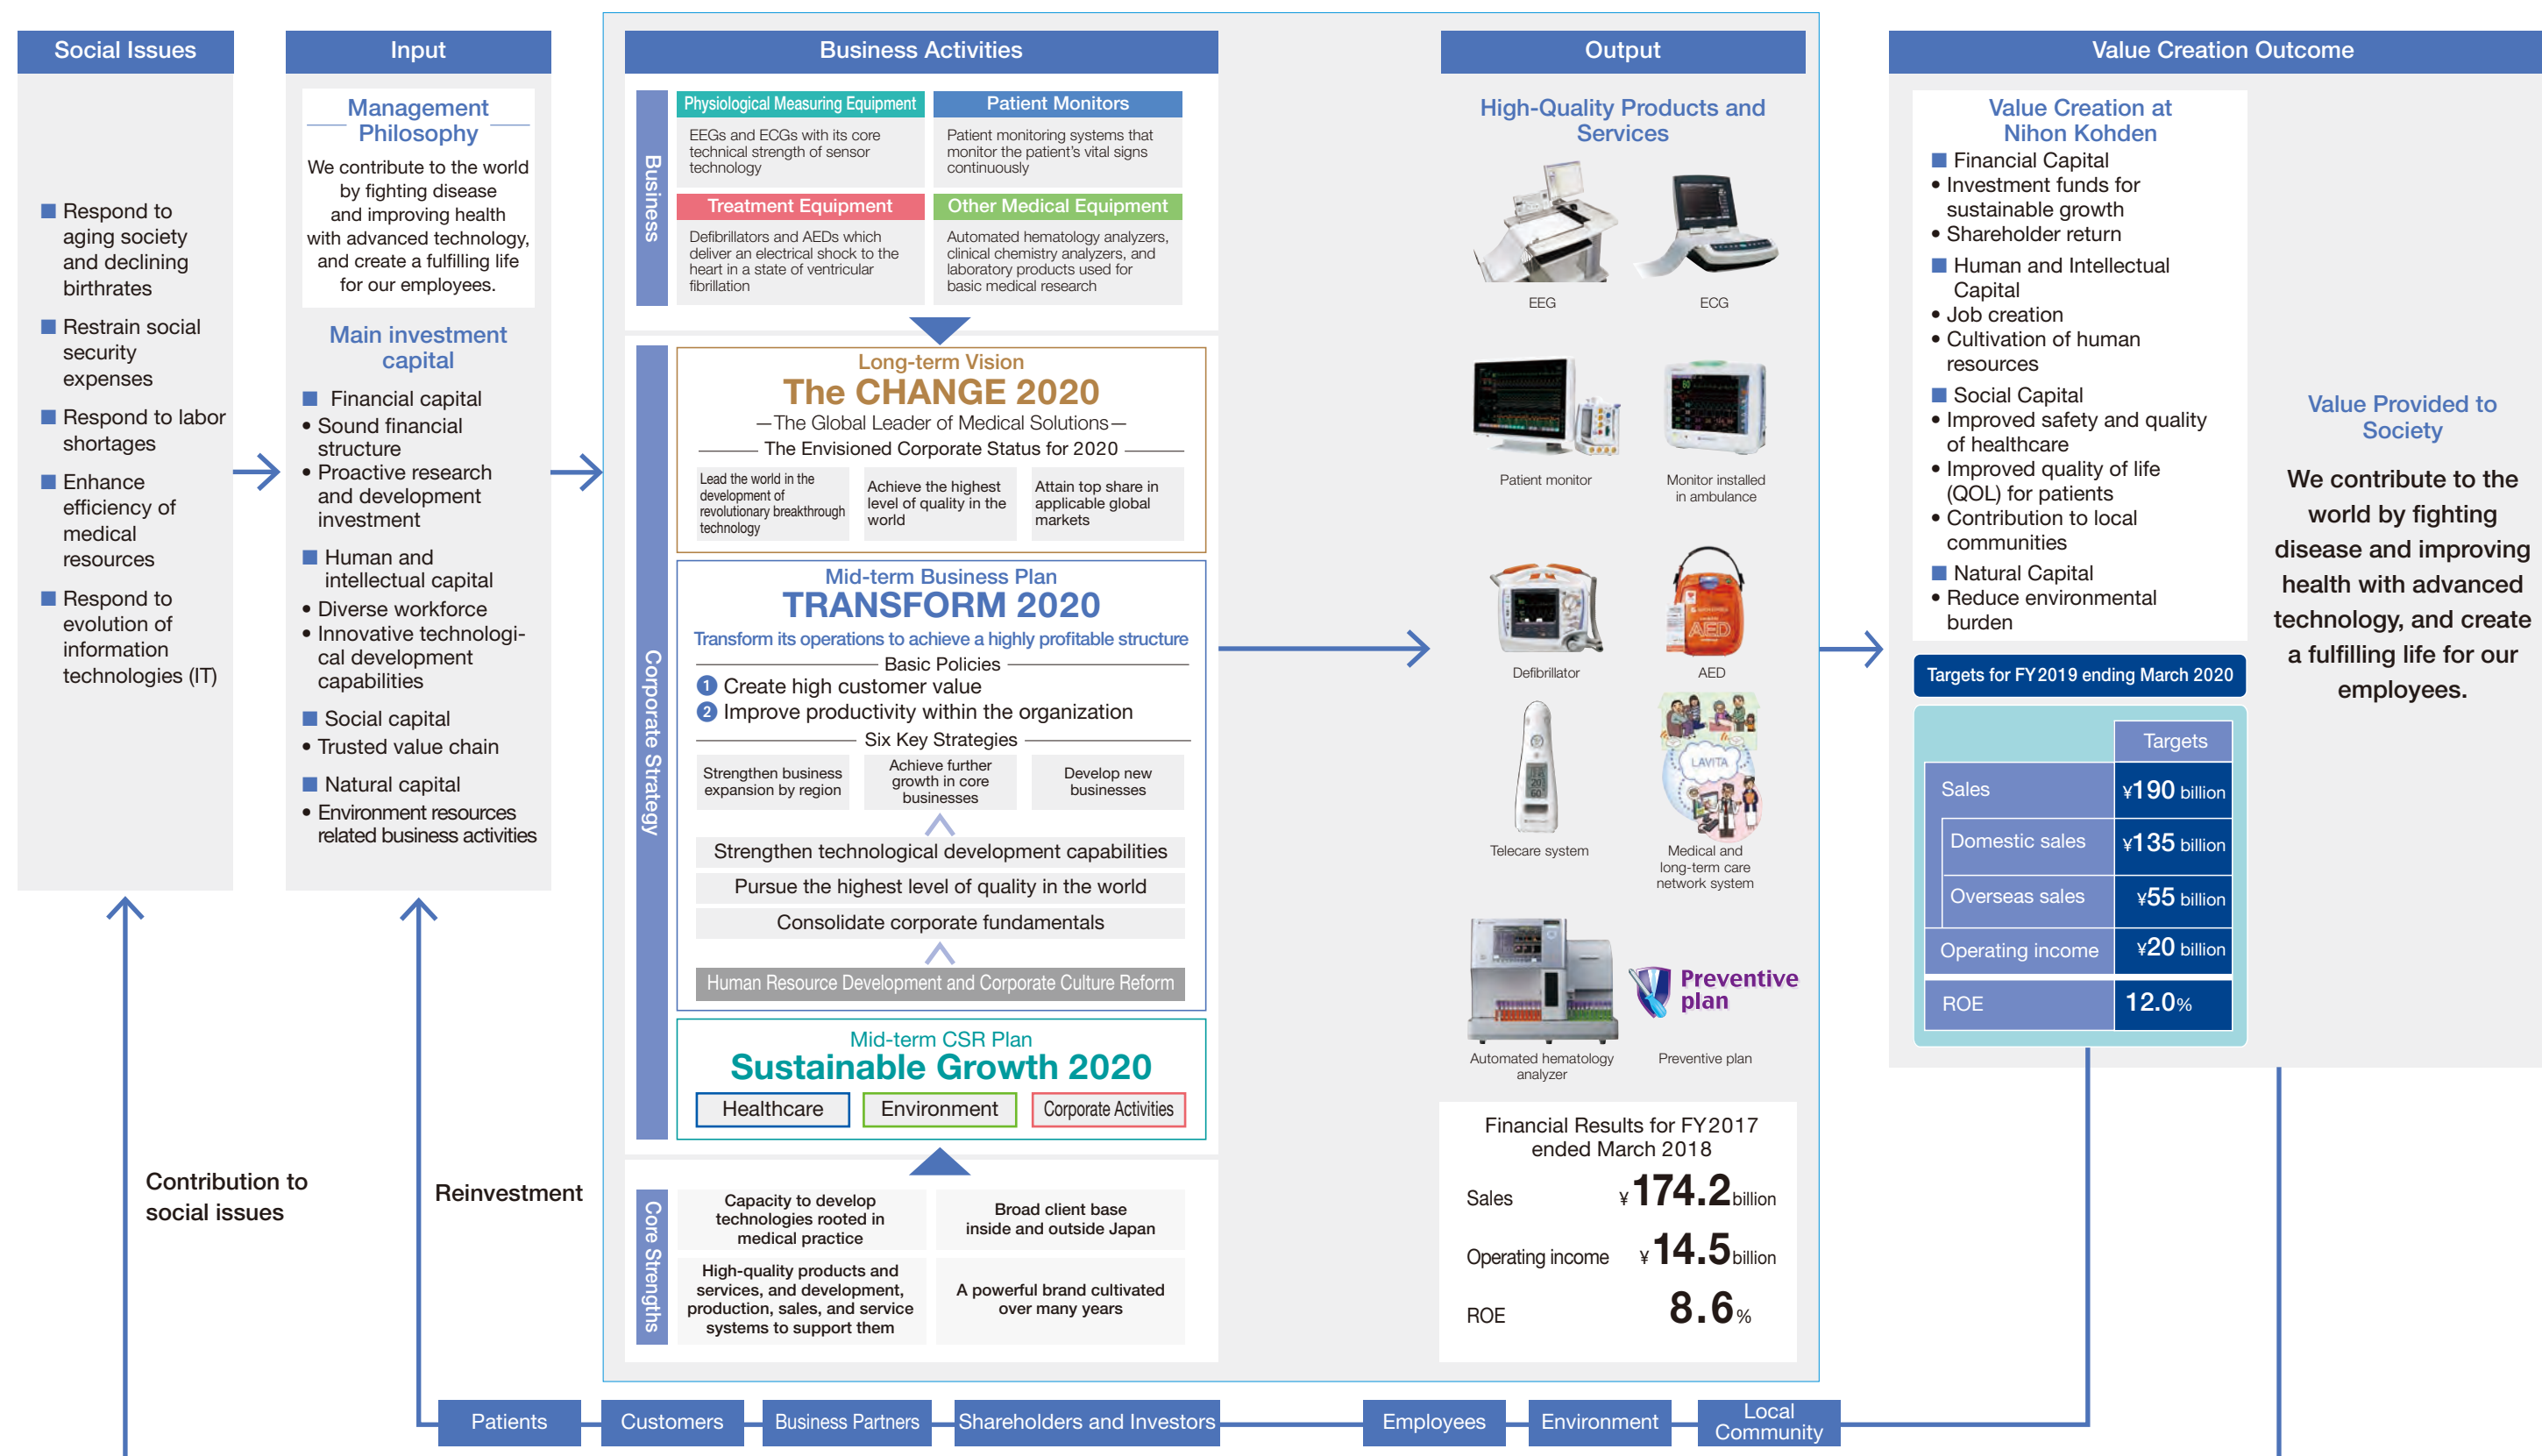 Social Issues
Respond to
aging society
and declining
birthrates
Restrain social
security
expenses
Respond to labor
shortages
Enhance
efficiency of
medical
resources
Respond to
evolution of
information
technologies (IT)
Input
Management
Philosophy
We contribute to the world
by fighting disease
and improving health
with advanced technology,
and create a fulfilling life
for our employees.
Main investment
capital
Financial capital
• Sound financial
structure
• Proactive research
and development
investment
Human and
intellectual capital
• Diverse workforce
• Innovative technologi-
cal development
capabilities
Social capital
• Trusted value chain
Natural capital
• Environment resources
related business activities
Business Activities
Business
Physiological Measuring Equipment
EEGs and ECGs with its core
technical strength of sensor
technology
Patient Monitors
Patient monitoring systems that
monitor the patient's vital signs
continuously
Treatment Equipment
Defibrillators and AEDs which
deliver an electrical shock to the
heart in a state of ventricular
fibrillation
Other Medical Equipment
Automated hematology analyzers,
clinical chemistry analyzers, and
laboratory products used for
basic medical research
Corporate Strategy
Long-term Vision
The CHANGE 2020
—The Global Leader of Medical Solutions—
The Envisioned Corporate Status for 2020
Lead the world in the
development of
revolutionary breakthrough
technology
Achieve the highest
level of quality in the
world
Attain top share in
applicable global
markets
Mid-term Business Plan
TRANSFORM 2020
Transform its operations to achieve a highly profitable structure
Basic Policies
1 Create high customer value
2 Improve productivity within the organization
Six Key Strategies
Strengthen business
expansion by region
Achieve further
growth in core
businesses
Develop new
businesses
Strengthen technological development capabilities
Pursue the highest level of quality in the world
Consolidate corporate fundamentals
Human Resource Development and Corporate Culture Reform
Mid-term CSR Plan
Sustainable Growth 2020
Healthcare
Environment
Corporate Activities
Core Strengths
Capacity to develop
technologies rooted in
medical practice
Broad client base
inside and outside Japan
High-quality products and
services, and development,
production, sales, and service
systems to support them
A powerful brand cultivated
over many years
Output
High-Quality Products and
Services
EEG
ECG
Patient monitor
Monitor installed
in ambulance
AED
Defibrillator
AED
LAVITA
Telecare system
Medical and
long-term care
network system
Preventive
plan
Automated hematology
analyzer
Preventive plan
Financial Results for FY2017
ended March 2018
Sales ¥174.2 billion
Operating income ¥14.5 billion
ROE 8.6%
Value Creation Outcome
Value Creation at
Nihon Kohden
Financial Capital
• Investment funds for
sustainable growth
• Shareholder return
Human and Intellectual
Capital
• Job creation
• Cultivation of human
resources
Social Capital
• Improved safety and quality
of healthcare
• Improved quality of life
(QOL) for patients
• Contribution to local
communities
Natural Capital
• Reduce environmental
burden
Targets for FY2019 ending March 2020
Targets
Sales ¥190 billion
Domestic sales ¥135 billion
Overseas sales ¥55 billion
Operating income ¥20 billion
ROE 12.0%
Value Provided to
Society
We contribute to the
world by fighting
disease and improving
health with advanced
technology, and create
a fulfilling life for our
employees.
Contribution to
social issues
Reinvestment
Patients
Customers
Business Partners
Shareholders and Investors
Employees
Environment
Local
Community